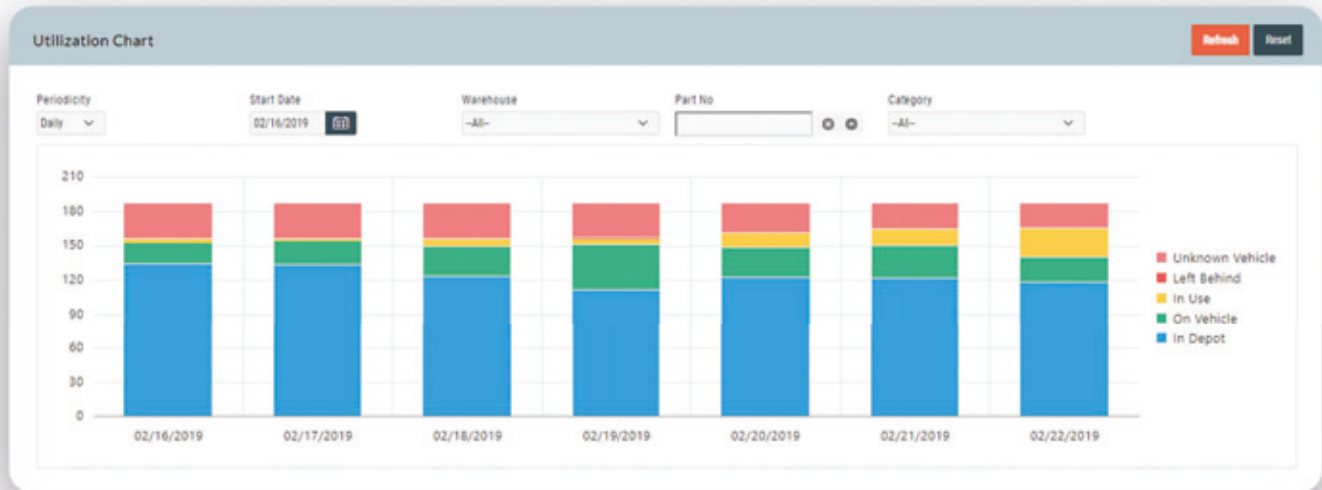 Utilization Chart
Refresh Reset
Periodicity Start Date Warehouse Part No Category
Daily 02/16/2019 --All-- --All--
210
180
150
120
90
60
30
0
Unknown Vehicle
Left Behind
In Use
On Vehicle
In Depot
02/16/2019 02/17/2019 02/18/2019 02/19/2019 02/20/2019 02/21/2019 02/22/2019